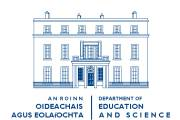 AN ROINN
OIDEACHAIS
AGUS EOLAÍOCHTA
DEPARTMENT OF
EDUCATION
AND SCIENCE